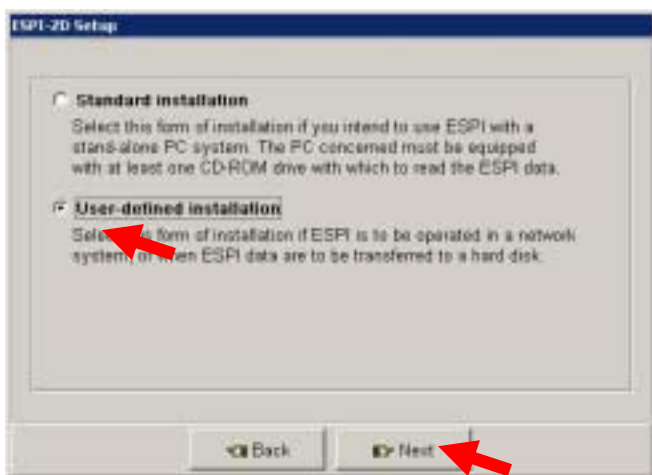 ESPI-2D Setup
Standard installation
Select this form of installation if you intend to use ESPI with a
stand-alone PC system. The PC concerned must be equipped
with at least one CD-ROM drive with which to read the ESPI data.
User-defined installation
form of installation if ESPI is to be operated in a network
system, or when ESPI data are to be transferred to a hard disk.
Back
Next